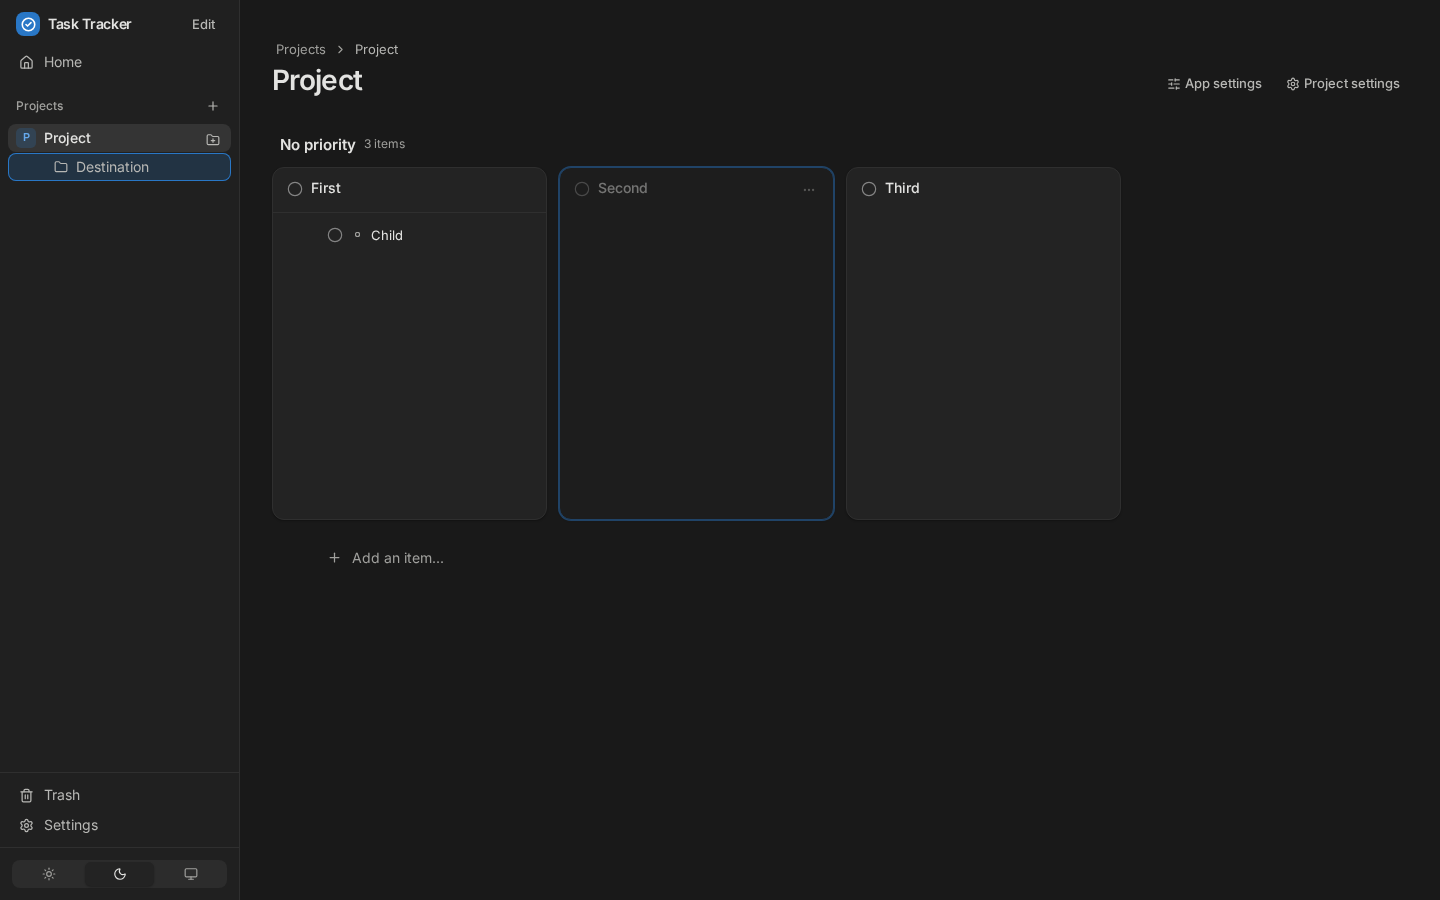 Task Tracker
Edit
Home
Projects
P Project
Destination
Trash
Settings
Projects > Project
Project
App settings
Project settings
No priority 3 items
First
Child
Second
Third
Add an item...